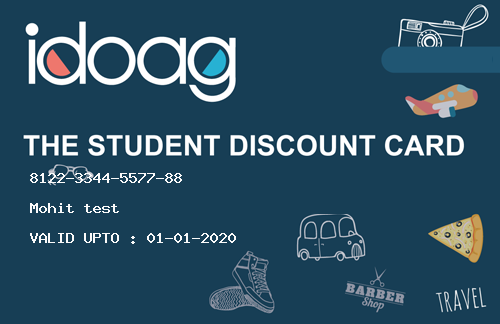 idoag
THE STUDENT DISCOUNT CARD
8122-3344-5577-88
Mohit test
VALID UPTO : 01-01-2020
BARBER
Shop
TRAVEL